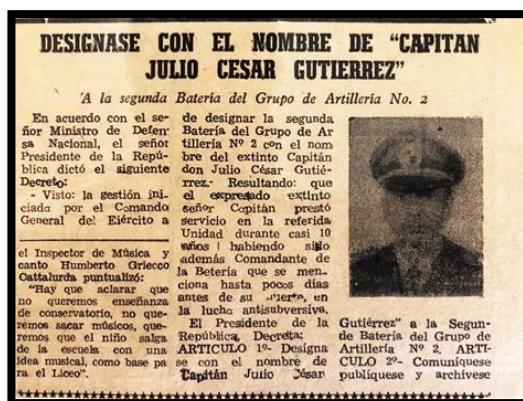 DESIGNASE CON EL NOMBRE DE "CAPITAN
JULIO CESAR GUTIERREZ"
'A la segunda Batería del Grupo de Artillería No. 2
En acuerdo con el se-
ñor Ministro de Defen-
sa Nacional, el señor
Presidente de la Repú-
blica dictó el siguiente
Decreto:
- Visto: la gestión ini-
ciada por el Comando
General del Ejército a
de designar la segunda
Batería del Grupo de Ar
tillería Nº 2 con el nom
bre del extinto Capitán
don Julio César Gutié-
rrez.- Resultando: que
el expresado extinto
señor Capitán prestó
servicio en la referida
Unidad durante casi 10
años habiendo sido
además Comandante de
la Betería que se men-
ciona hasta pocos días
antes de su muerte, en
la lucha antisubversiva.
El Presidente de la
República, Decreta:
ARTICULO 1º- Designa
se con el nombre de
Capitán Julio César
Gutiérrez" a la Segun-
da Batería del Grupo de
Artillería Nº 2, ARTI-
CULO 2º- Comuníquese
publíquese y archívese
el Inspector de Música y
canto Humberto Griecco
Cattalurda puntualizó:
"Hay que aclarar que
no queremos enseñanza
de conservatorio, no que-
remos sacar músicos, que-
remos que el niño salga
de la escuela con una
idea musical, como base pa
ra el Liceo".